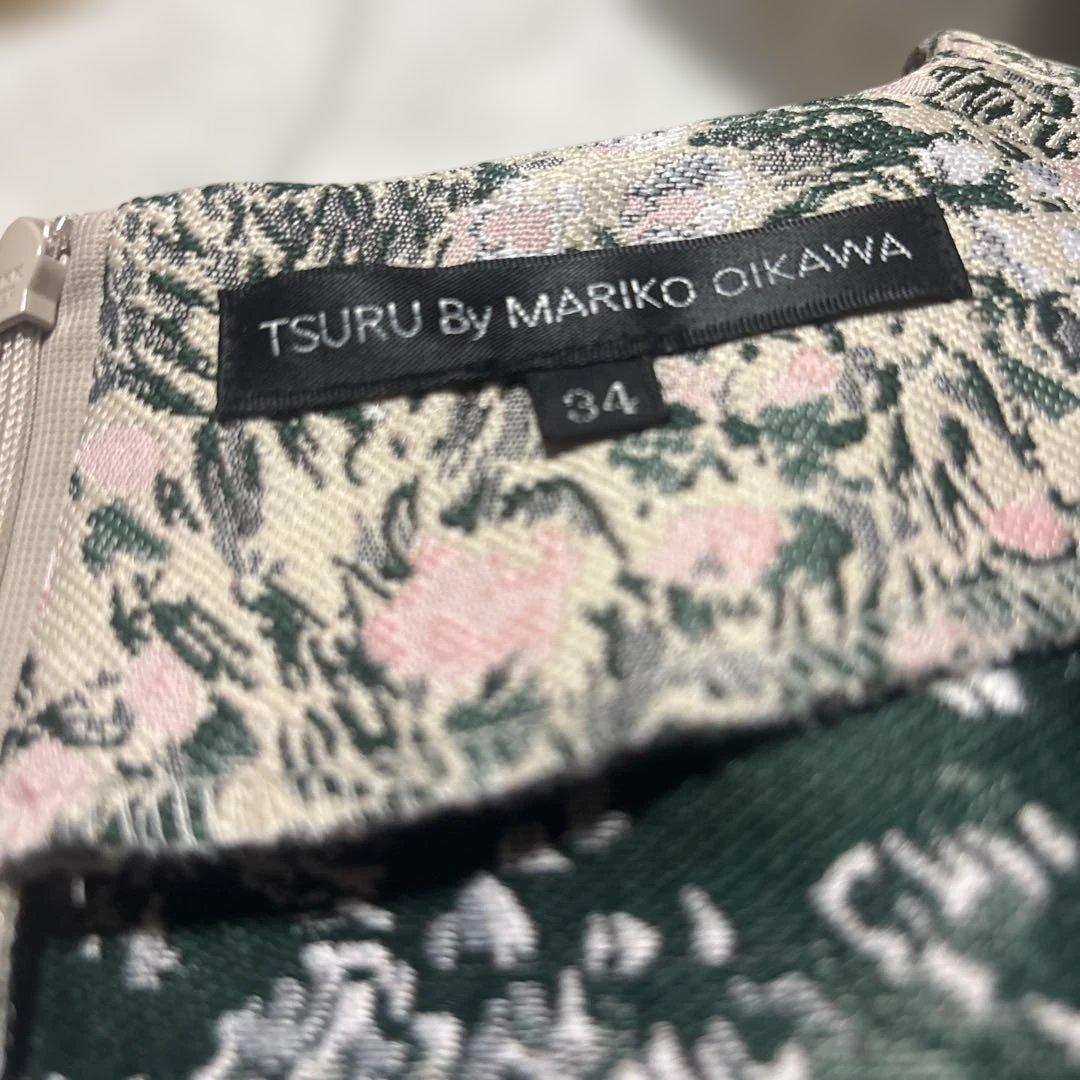 TSURU By MARIKO OIKAWA
34